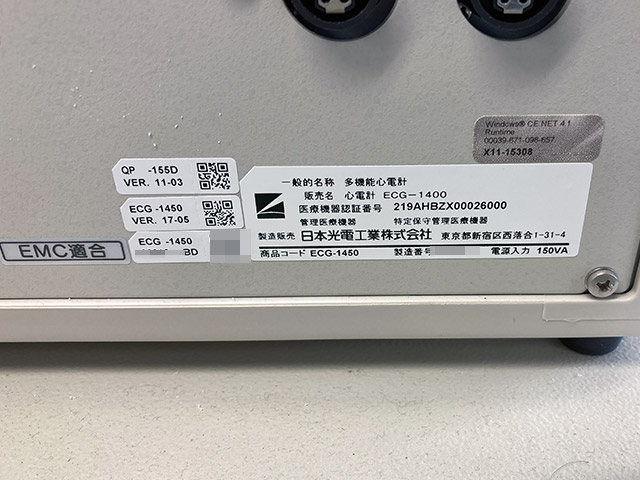 Windows® CE.NET 4.1
Runtime
00039-671-098-657
X11-15308
QP -155D
VER. 11-03
ECG -1450
VER. 17-05
ECG -1450
BD
EMC適合
一般的名称 多機能心電計
販売名 心電計 ECG-1400
医療機器認証番号 219AHBZX00026000
管理医療機器 特定保守管理医療機器
製造販売 日本光電工業株式会社 東京都新宿区西落合1-31-4
商品コード ECG-1450 製造番号 電源入力 150VA